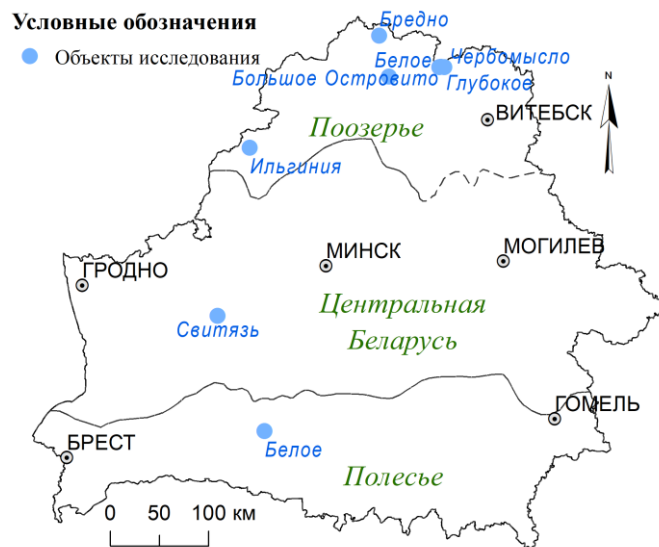 Условные обозначения
Объекты исследования
Бредно
Белое
Чербомысло
Большое Островито
Глубокое
N
ВИТЕБСК
Поозерье
Ильгиния
МИНСК
МОГИЛЕВ
ГРОДНО
Центральная
Беларусь
Свитязь
ГОМЕЛЬ
БРЕСТ
Белое
Полесье
0 50 100 км